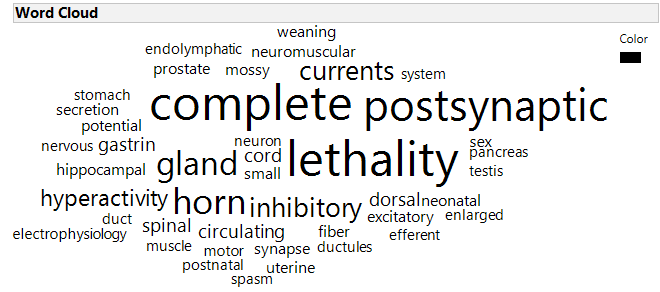 Word Cloud
Color
weaning
endolymphatic neuromuscular
prostate mossy currents system
stomach
secretion
potential
complete postsynaptic
nervous gastrin
hippocampal
gland
neuron
cord
small
lethality
sex
pancreas
testis
hyperactivity horn inhibitory dorsal neonatal
duct
electrophysiology
spinal circulating fiber excitatory enlarged
efferent
muscle motor synapse ductules
postnatal uterine
spasm